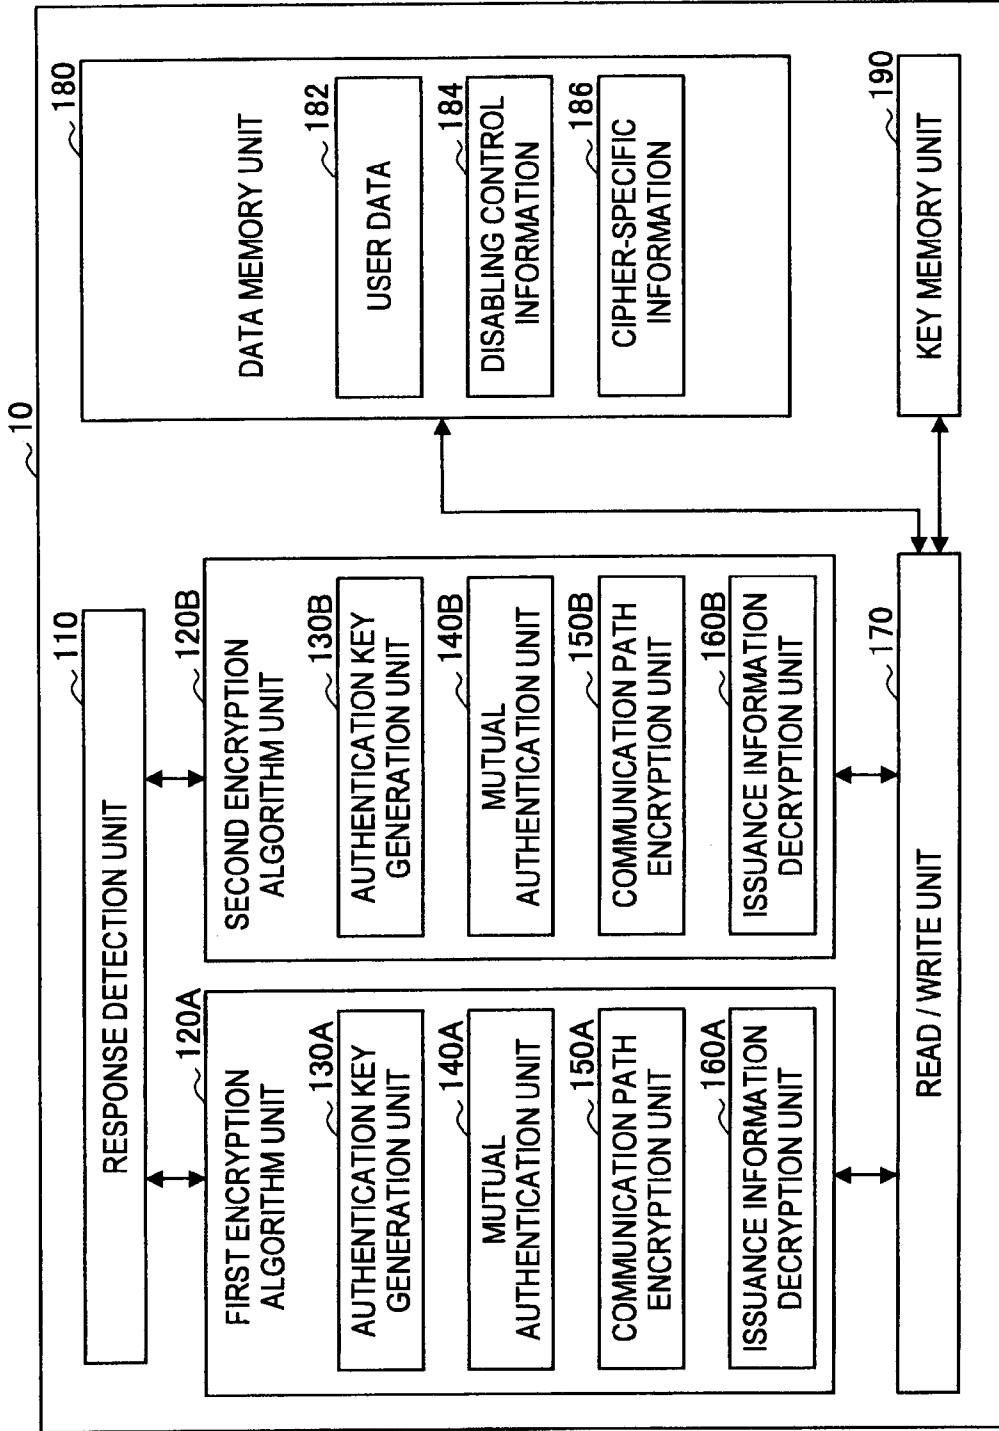 10
110
RESPONSE DETECTION UNIT
120A
FIRST ENCRYPTION
ALGORITHM UNIT
130A
AUTHENTICATION KEY
GENERATION UNIT
140A
MUTUAL
AUTHENTICATION UNIT
150A
COMMUNICATION PATH
ENCRYPTION UNIT
160A
ISSUANCE INFORMATION
DECRYPTION UNIT
120B
SECOND ENCRYPTION
ALGORITHM UNIT
130B
AUTHENTICATION KEY
GENERATION UNIT
140B
MUTUAL
AUTHENTICATION UNIT
150B
COMMUNICATION PATH
ENCRYPTION UNIT
160B
ISSUANCE INFORMATION
DECRYPTION UNIT
170
READ / WRITE UNIT
180
DATA MEMORY UNIT
182
USER DATA
184
DISABLING CONTROL
INFORMATION
186
CIPHER-SPECIFIC
INFORMATION
190
KEY MEMORY UNIT